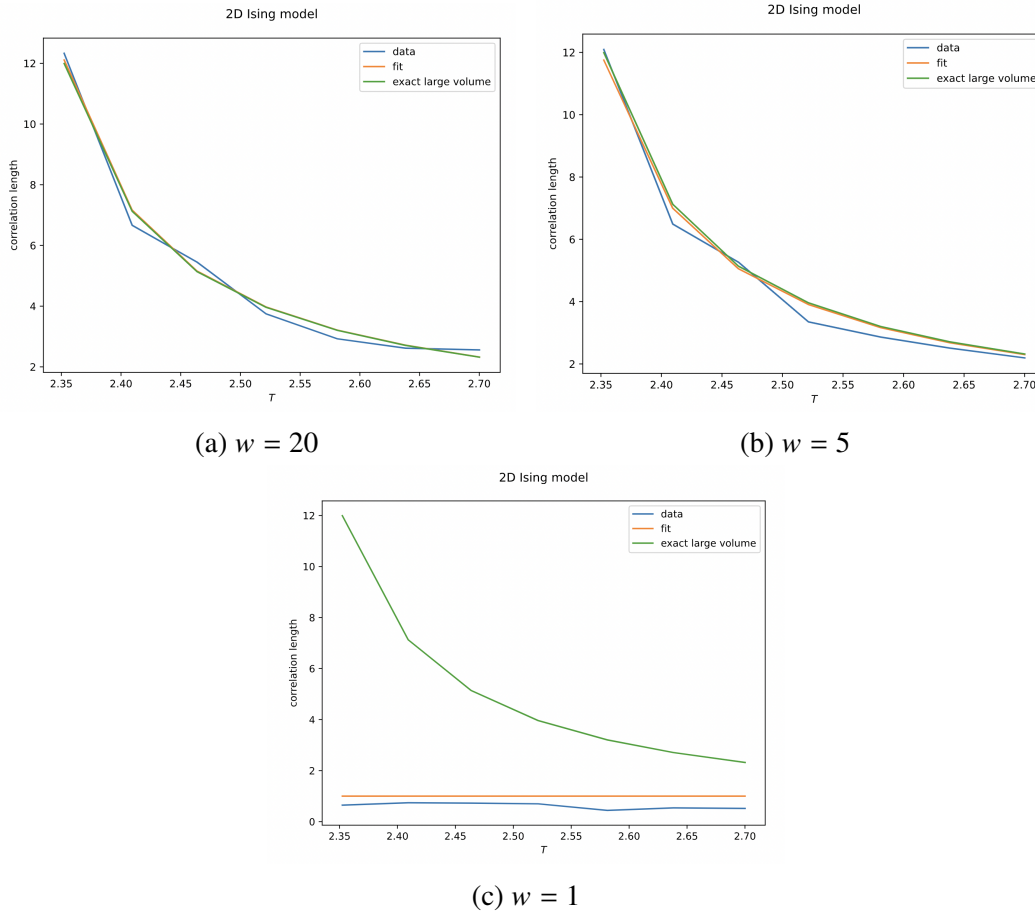 2D Ising model
data
fit
exact large volume
12
10
8
6
4
2
correlation length
2.35 2.40 2.45 2.50 2.55 2.60 2.65 2.70
T
(a) w = 20
2D Ising model
data
fit
exact large volume
12
10
8
6
4
2
correlation length
2.35 2.40 2.45 2.50 2.55 2.60 2.65 2.70
T
(b) w = 5
2D Ising model
data
fit
exact large volume
12
10
8
6
4
2
0
correlation length
2.35 2.40 2.45 2.50 2.55 2.60 2.65 2.70
T
(c) w = 1